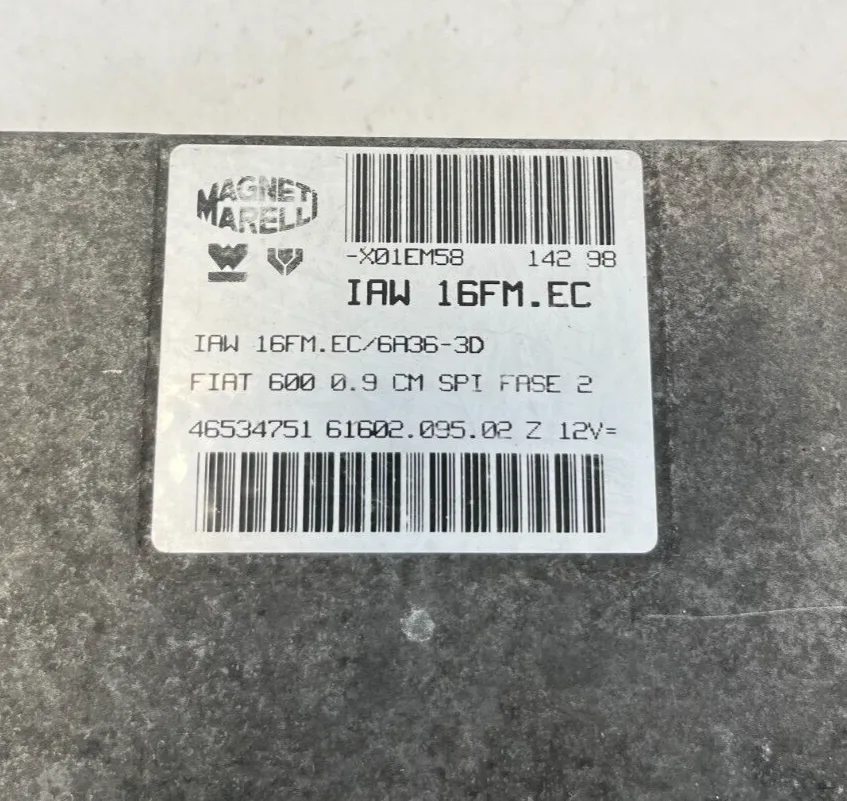 MAGNETI
MARELLI
-X01EM58 142 98
IAW 16FM.EC
IAW 16FM.EC/6A36-3D
FIAT 600 0.9 CM SPI FASE 2
46534751 61602.095.02 Z 12V=